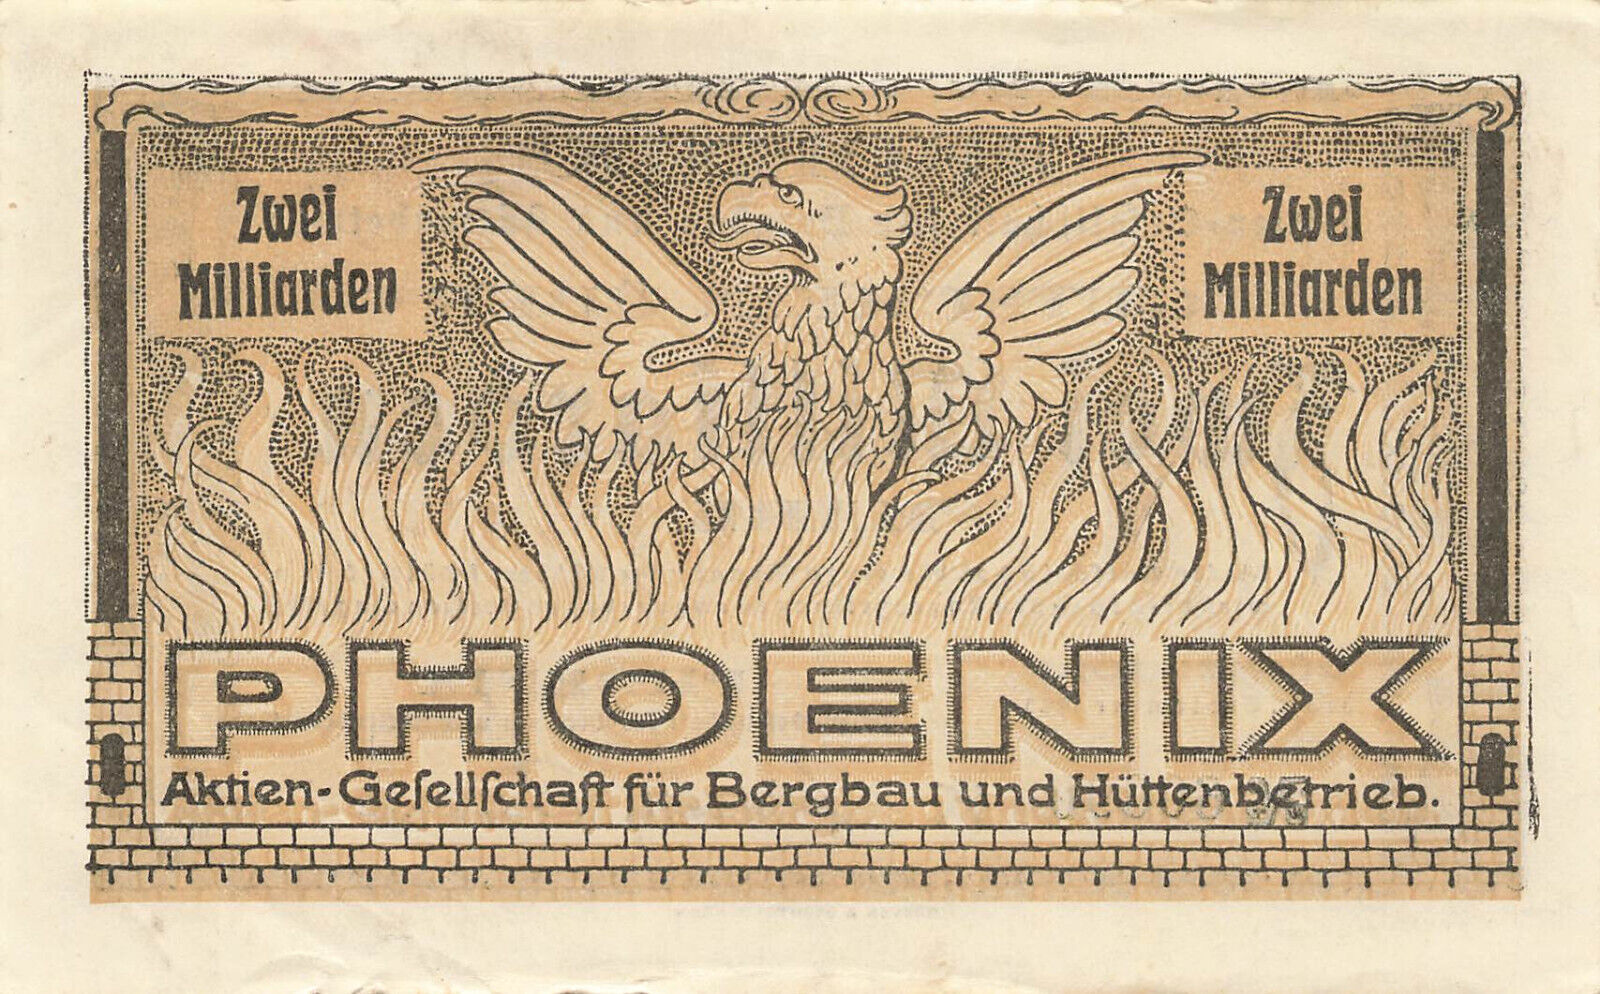 Zwei
Milliarden
Zwei
Milliarden
PHOENIX
Aktien-Geſellſchaft für Bergbau und Hüttenbetrieb.